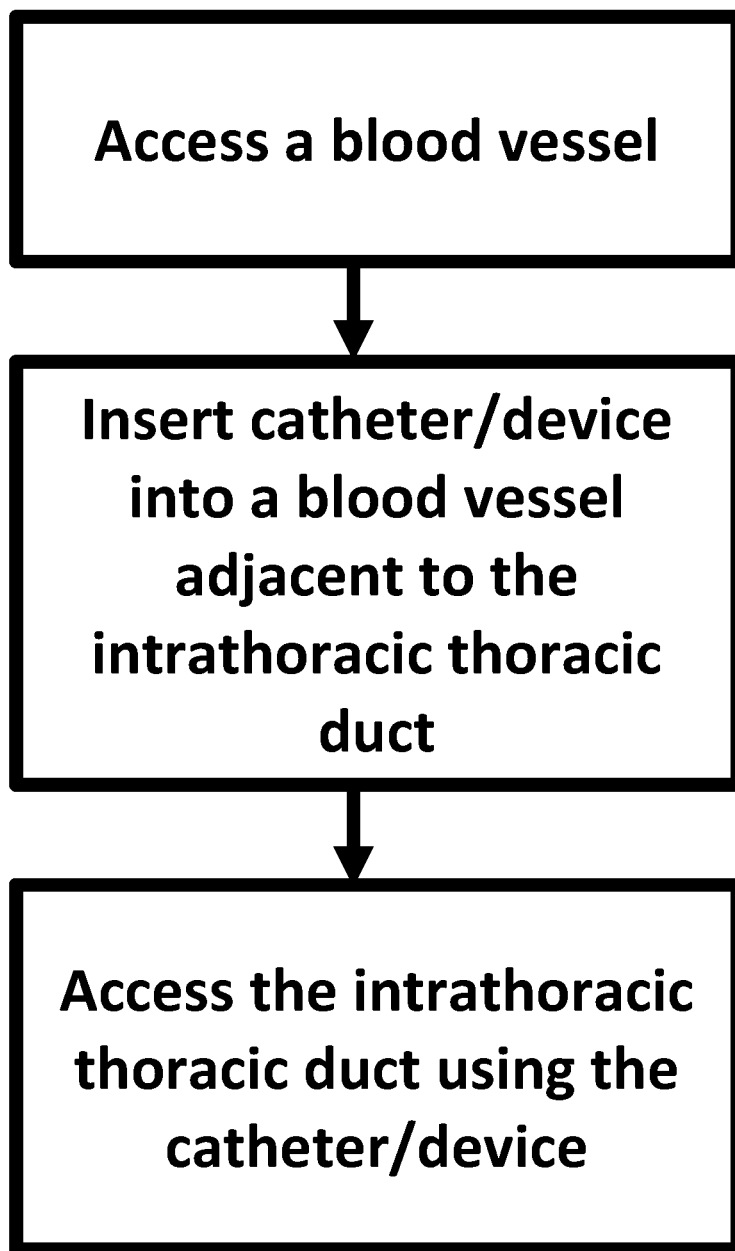 Access a blood vessel
Insert catheter/device
into a blood vessel
adjacent to the
intrathoracic thoracic
duct
Access the intrathoracic
thoracic duct using the
catheter/device